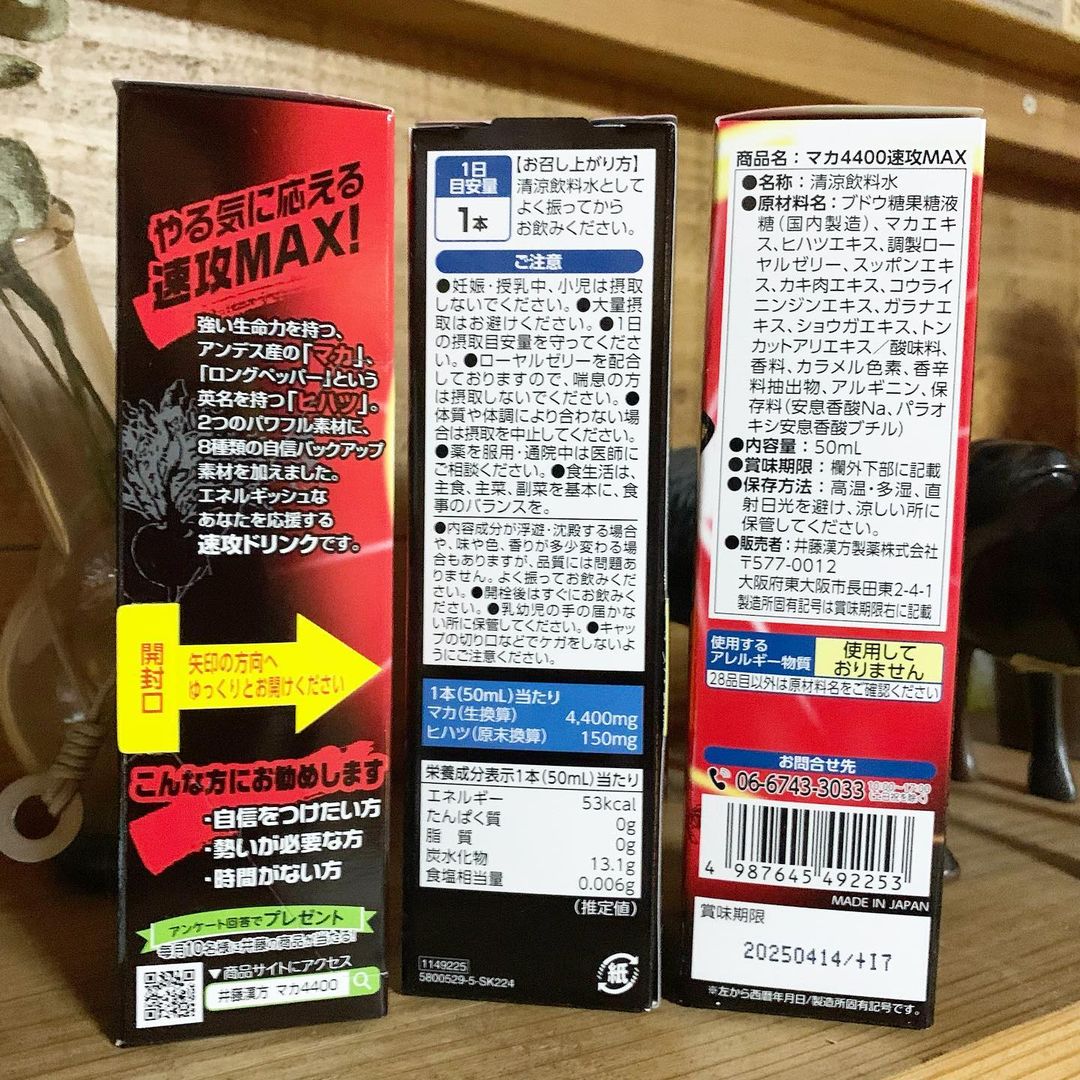 やる気に応える
速攻MAX!
強い生命力を持つ、
アンデス産の「マカ」、
「ロングペッパー」という
英名を持つ「ヒハツ」。
2つのパワフル素材に、
8種類の自信バックアップ
素材を加えました。
エネルギッシュな
あなたを応援する
速攻ドリンクです。
開封口
矢印の方向へ
ゆっくりとお開けください
こんな方にお勧めします
・自信をつけたい方
・勢いが必要な方
・時間がない方
アンケート回答でプレゼント
毎月10名様に井藤の商品が当たる!
▼商品サイトにアクセス
井藤漢方 マカ4400
1日
目安量
1本
【お召し上がり方】
清涼飲料水として
よく振ってから
お飲みください。
ご注意
●妊娠・授乳中、小児は摂取
しないでください。●大量摂
取はお避けください。●1日
の摂取目安量を守ってくださ
い。●ローヤルゼリーを配合
しておりますので、喘息の方
は摂取しないでください。●
体質や体調により合わない場
合は摂取を中止してください。
●薬を服用・通院中は医師に
ご相談ください。●食生活は、
主食、主菜、副菜を基本に、食
事のバランスを。
●内容成分が浮遊・沈殿する場合
や、味や色、香りが多少変わる場
合もありますが、品質には問題あ
りません。よく振ってお飲みくだ
さい。●開栓後はすぐにお飲みく
ださい。●乳幼児の手の届かな
い所に保管してください。●キャッ
プの切り口などでケガをしないよ
うにご注意ください。
1本(50mL)当たり
マカ(生換算) 4,400mg
ヒハツ(原末換算) 150mg
栄養成分表示1本(50mL)当たり
エネルギー 53kcal
たんぱく質 0g
脂質 0g
炭水化物 13.1g
食塩相当量 0.006g
(推定値)
1149225
5800529-5-SK224
紙
商品名:マカ4400速攻MAX
●名称:清涼飲料水
●原材料名:ブドウ糖果糖液
糖(国内製造)、マカエキ
ス、ヒハツエキス、調製ロー
ヤルゼリー、スッポンエキ
ス、カキ肉エキス、コウライ
ニンジンエキス、ガラナエ
キス、ショウガエキス、トン
カットアリエキス/酸味料、
香料、カラメル色素、香辛
料抽出物、アルギニン、保
存料(安息香酸Na、パラオ
キシ安息香酸ブチル)
●内容量:50mL
●賞味期限:欄外下部に記載
●保存方法:高温・多湿、直
射日光を避け、涼しい所に
保管してください。
●販売者:井藤漢方製薬株式会社
〒577-0012
大阪府東大阪市長田東2-4-1
製造所固有記号は賞味期限右に記載
使用する
アレルギー物質
使用して
おりません
28品目以外は原材料名をご確認ください
お問合せ先
06-6743-3033 10:00~17:00
(土日祝を除く)
4 987645 492253
MADE IN JAPAN
賞味期限
20250414/+I7
※左から西暦年月日/製造所固有記号です。